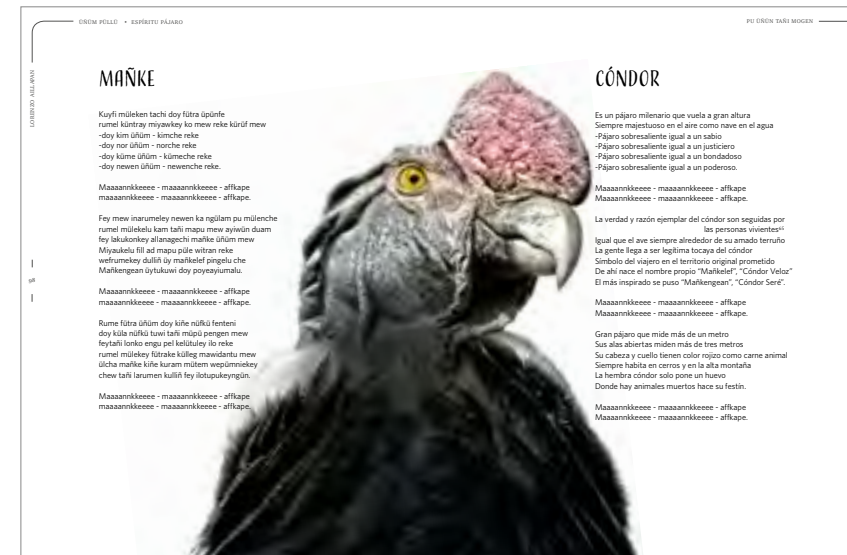 ÜÑÜM PÜLLÜ • ESPÍRITU PÁJARO
PU ÜÑÜN TAÑI MOGEN
LORENZO AILLAPAN
98
MAÑKE
Kuyfi müleken tachi doy fütra üpünfe
rumel küntray miyawkey ko mew reke kürüf mew
-doy kim üñüm - kimche reke
-doy nor üñüm - norche reke
-doy küme üñüm - kümeche reke
-doy newen üñüm - newenche reke.
Maaaannkkeeee - maaaannkkeeee - affkape
maaaannkkeeee - maaaannkkeeee - affkape.
Fey mew inarumeley newen ka ngülam pu mülenche
rumel mülekelu kam tañi mapu mew ayiwün duam
fey lakukonkey allanagechi mañke üñüm mew
Miyaukelu fill ad mapu püle witran reke
wefrumekey dulliñ üy mañkelef pingelu che
Mañkengean üytukuwi doy poyeayiumalu.
Maaaannkkeeee - maaaannkkeeee - affkape
maaaannkkeeee - maaaannkkeeee - affkape.
Rume fütra üñüm doy kiñe nüfkü fenteni
doy küla nüfkü tuwi tañi müpü pengen mew
feytañi lonko engu pel kelütuley ilo reke
rumel mülekey fütrake külleg mawidantu mew
ülcha mañke kiñe kuram mütem wepümniekey
chew tañi larumen kulliñ fey ilotupukeyngün.
Maaaannkkeeee - maaaannkkeeee - affkape
maaaannkkeeee - maaaannkkeeee - affkape.
CÓNDOR
Es un pájaro milenario que vuela a gran altura
Siempre majestuoso en el aire como nave en el agua
-Pájaro sobresaliente igual a un sabio
-Pájaro sobresaliente igual a un justiciero
-Pájaro sobresaliente igual a un bondadoso
-Pájaro sobresaliente igual a un poderoso.
Maaaannkkeeee - maaaannkkeeee - affkape
Maaaannkkeeee - maaaannkkeeee - affkape.
La verdad y razón ejemplar del cóndor son seguidas por
las personas vivientes
Igual que el ave siempre alrededor de su amado terruño
La gente llega a ser legítima tocaya del cóndor
Símbolo del viajero en el territorio original prometido
De ahí nace el nombre propio "Mañkelef", "Cóndor Veloz"
El más inspirado se puso "Mañkengean", "Cóndor Seré".
Maaaannkkeeee - maaaannkkeeee - affkape
Maaaannkkeeee - maaaannkkeeee - affkape.
Gran pájaro que mide más de un metro
Sus alas abiertas miden más de tres metros
Su cabeza y cuello tienen color rojizo como carne animal
Siempre habita en cerros y en la alta montaña
La hembra cóndor solo pone un huevo
Donde hay animales muertos hace su festín.
Maaaannkkeeee - maaaannkkeeee - affkape
Maaaannkkeeee - maaaannkkeeee - affkape.